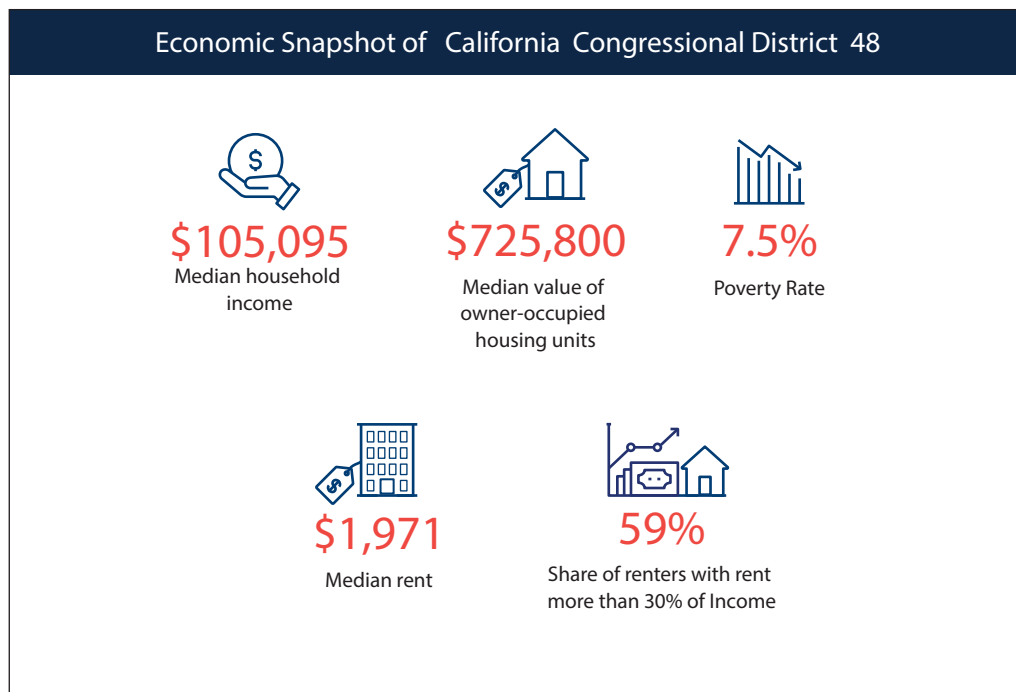 Economic Snapshot of California Congressional District 48
$
$
$105,095
Median household
income
$725,800
Median value of
owner-occupied
housing units
7.5%
Poverty Rate
$
$1,971
Median rent
59%
Share of renters with rent
more than 30% of Income